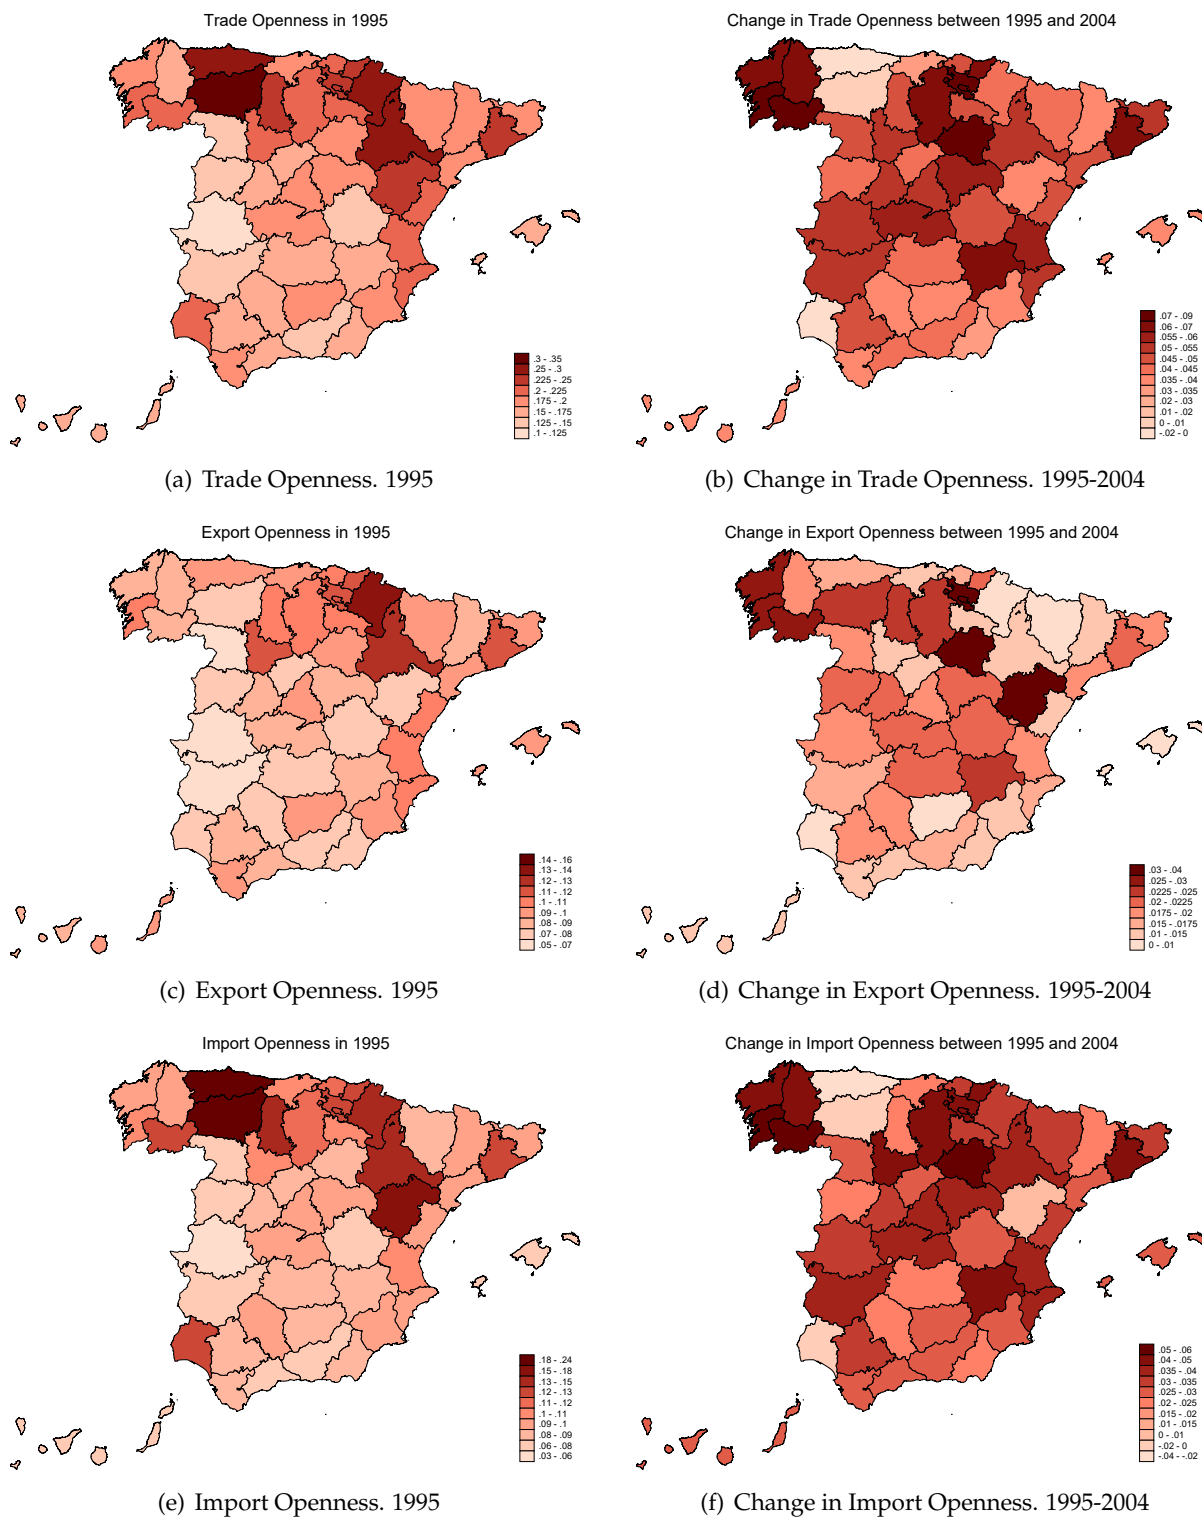 Trade Openness in 1995
.3 - .35
.25 - .3
.225 - .25
.2 - .225
.175 - .2
.15 - .175
.125 - .15
.1 - .125
(a) Trade Openness. 1995
Change in Trade Openness between 1995 and 2004
.07 - .09
.06 - .07
.055 - .06
.05 - .055
.045 - .05
.04 - .045
.035 - .04
.03 - .035
.02 - .03
.01 - .02
0 - .01
-.02 - 0
(b) Change in Trade Openness. 1995-2004
Export Openness in 1995
.14 - .16
.13 - .14
.12 - .13
.11 - .12
.1 - .11
.09 - .1
.08 - .09
.07 - .08
.05 - .07
(c) Export Openness. 1995
Change in Export Openness between 1995 and 2004
.03 - .04
.025 - .03
.0225 - .025
.02 - .0225
.0175 - .02
.015 - .0175
.01 - .015
0 - .01
(d) Change in Export Openness. 1995-2004
Import Openness in 1995
.18 - .24
.15 - .18
.13 - .15
.12 - .13
.11 - .12
.1 - .11
.09 - .1
.08 - .09
.06 - .08
.03 - .06
(e) Import Openness. 1995
Change in Import Openness between 1995 and 2004
.05 - .06
.04 - .05
.035 - .04
.03 - .035
.025 - .03
.02 - .025
.015 - .02
.01 - .015
0 - .01
-.02 - 0
-.04 - -.02
(f) Change in Import Openness. 1995-2004